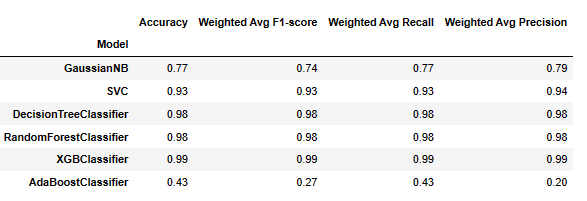 Accuracy Weighted Avg F1-score Weighted Avg Recall Weighted Avg Precision
Model
GaussianNB 0.77 0.74 0.77 0.79
SVC 0.93 0.93 0.93 0.94
DecisionTreeClassifier 0.98 0.98 0.98 0.98
RandomForestClassifier 0.98 0.98 0.98 0.98
XGBClassifier 0.99 0.99 0.99 0.99
AdaBoostClassifier 0.43 0.27 0.43 0.20